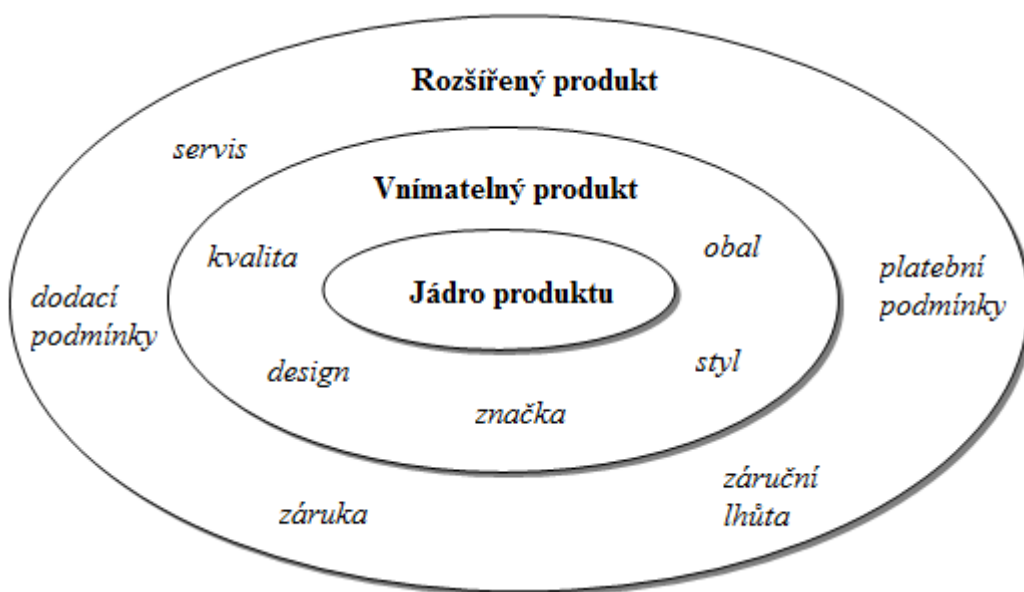 Rozšířený produkt
servis
Vnímatelný produkt
kvalita
obal
Jádro produktu
dodací
podmínky
platební
podmínky
design
styl
značka
záruka
záruční
lhůta